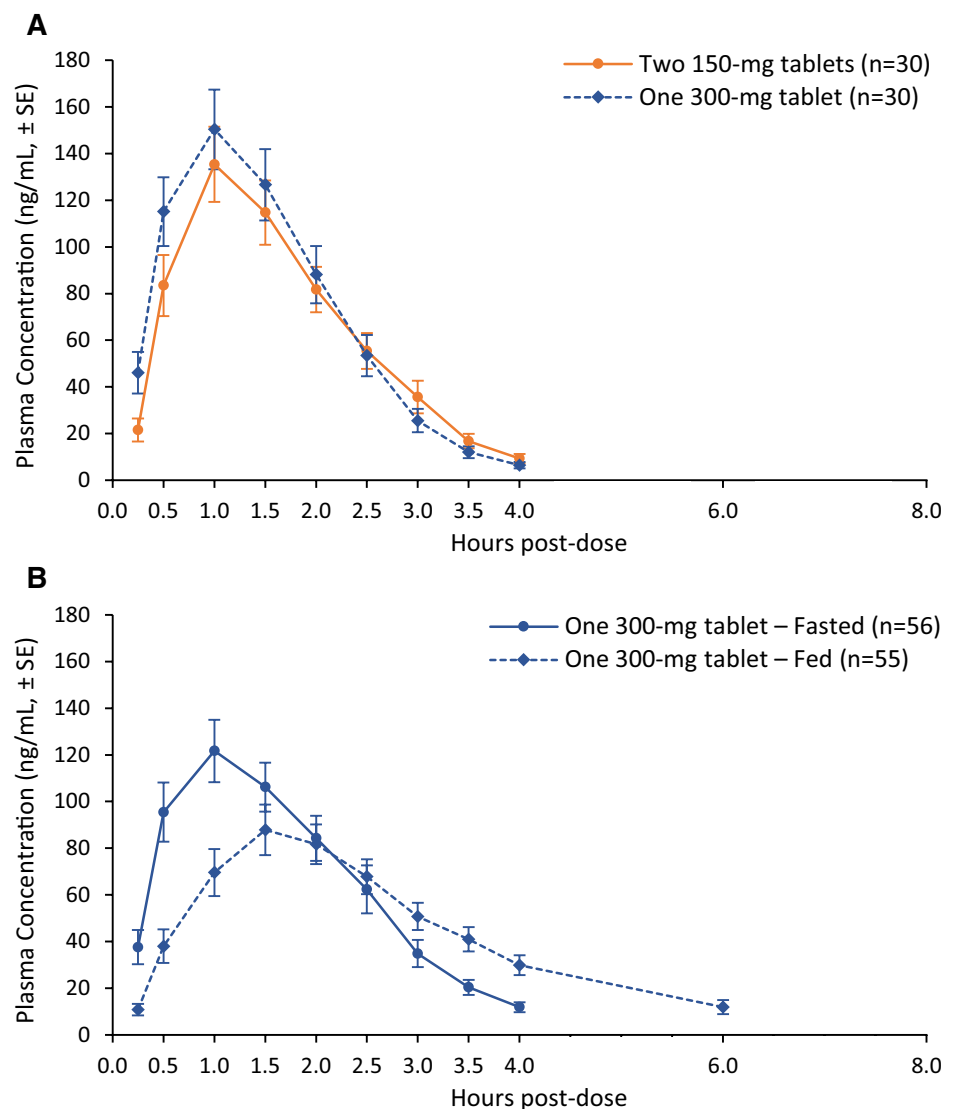 A
180
160
140
120
100
80
60
40
20
0
Plasma Concentration (ng/mL, ± SE)
Two 150-mg tablets (n=30)
One 300-mg tablet (n=30)
0.0 0.5 1.0 1.5 2.0 2.5 3.0 3.5 4.0 6.0 8.0
Hours post-dose
B
180
160
140
120
100
80
60
40
20
0
Plasma Concentration (ng/mL, ± SE)
One 300-mg tablet – Fasted (n=56)
One 300-mg tablet – Fed (n=55)
0.0 0.5 1.0 1.5 2.0 2.5 3.0 3.5 4.0 6.0 8.0
Hours post-dose